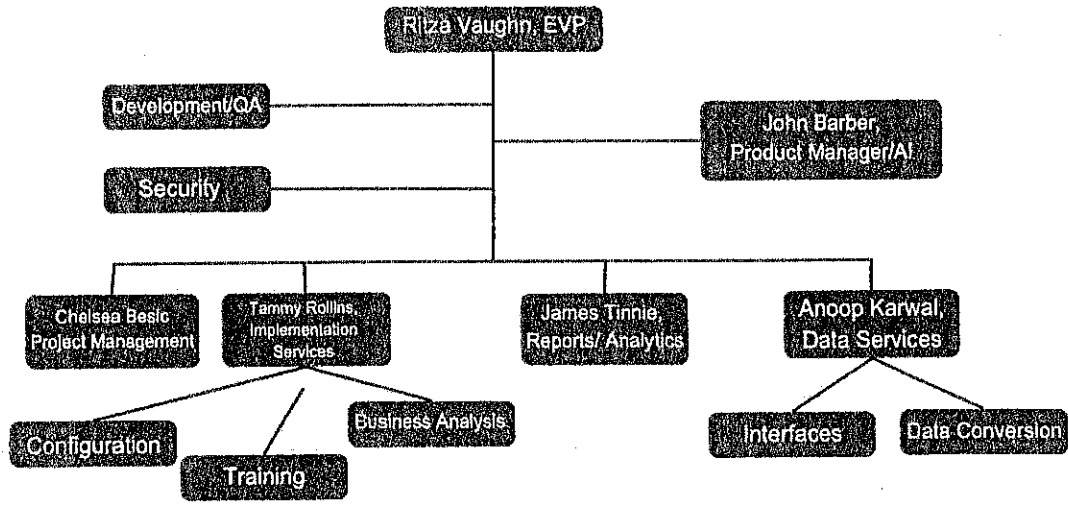 Ritza Vaughn, EVP
Development/QA
John Barber,
Product Manager/AI
Security
Chelsea Besic
Project Management
Tammy Rollins,
Implementation
Services
James Tinnie,
Reports/ Analytics
Anoop Karwal,
Data Services
Configuration
Training
Business Analysis
Interfaces
Data Conversion